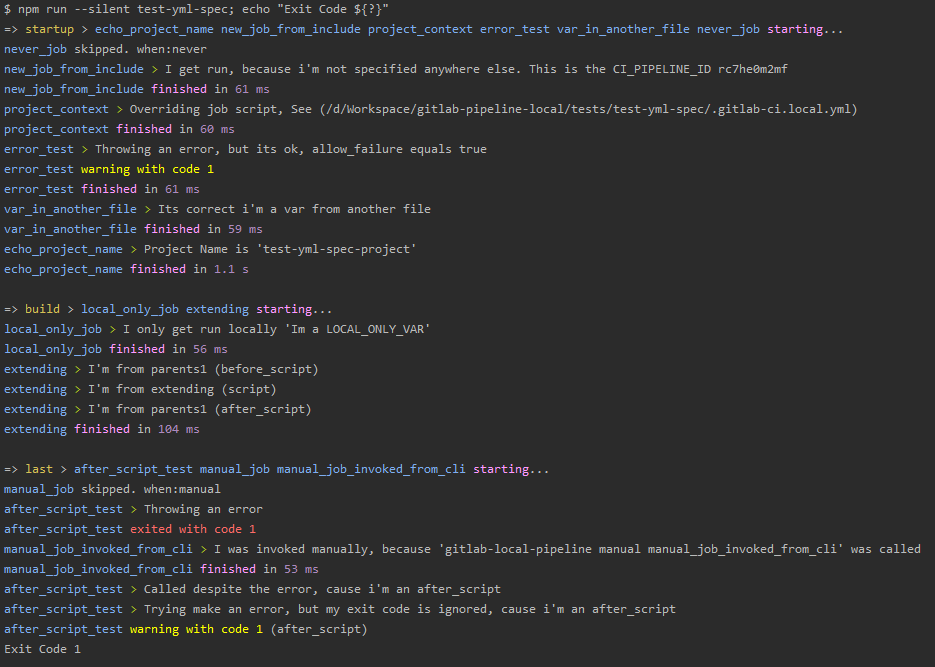 $ npm run --silent test-yml-spec; echo "Exit Code ${?}"
=> startup > echo_project_name new_job_from_include project_context error_test var_in_another_file never_job starting...
never_job skipped. when:never
new_job_from_include > I get run, because i'm not specified anywhere else. This is the CI_PIPELINE_ID rc7he0m2mf
new_job_from_include finished in 61 ms
project_context > Overriding job script, See (/d/Workspace/gitlab-pipeline-local/tests/test-yml-spec/.gitlab-ci.local.yml)
project_context finished in 60 ms
error_test > Throwing an error, but its ok, allow_failure equals true
error_test warning with code 1
error_test finished in 61 ms
var_in_another_file > Its correct i'm a var from another file
var_in_another_file finished in 59 ms
echo_project_name > Project Name is 'test-yml-spec-project'
echo_project_name finished in 1.1 s
=> build > local_only_job extending starting...
local_only_job > I only get run locally 'Im a LOCAL_ONLY_VAR'
local_only_job finished in 56 ms
extending > I'm from parents1 (before_script)
extending > I'm from extending (script)
extending > I'm from parents1 (after_script)
extending finished in 104 ms
=> last > after_script_test manual_job manual_job_invoked_from_cli starting...
manual_job skipped. when:manual
after_script_test > Throwing an error
after_script_test exited with code 1
manual_job_invoked_from_cli > I was invoked manually, because 'gitlab-local-pipeline manual manual_job_invoked_from_cli' was called
manual_job_invoked_from_cli finished in 53 ms
after_script_test > Called despite the error, cause i'm an after_script
after_script_test > Trying make an error, but my exit code is ignored, cause i'm an after_script
after_script_test warning with code 1 (after_script)
Exit Code 1